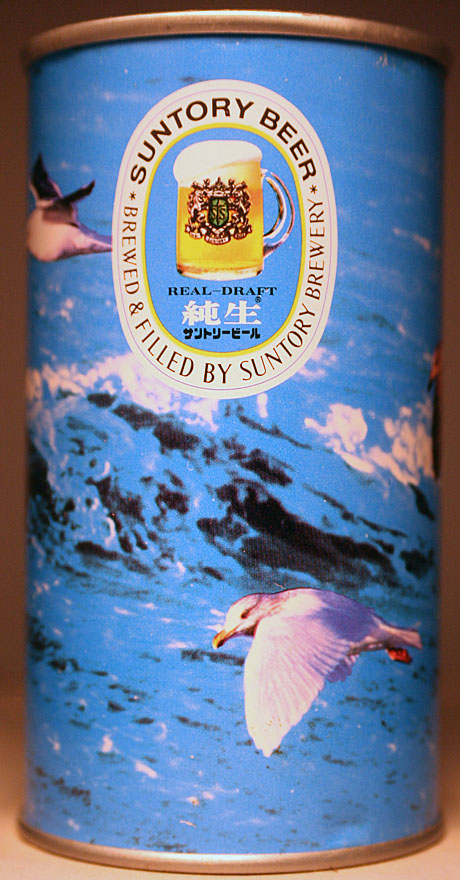 SUNTORY BEER
REAL-DRAFT
純生®
サントリービール
* BREWED & FILLED BY SUNTORY BREWERY *